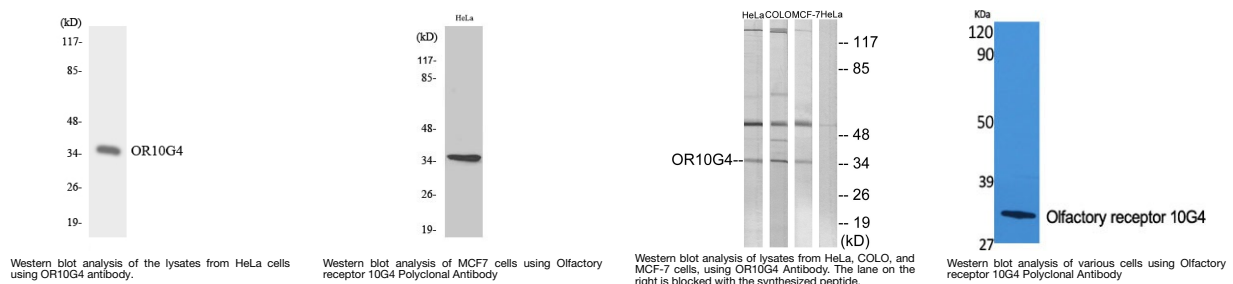 (kD)
117-
85-
48-
34-
26-
19-
OR10G4
Western blot analysis of the lysates from HeLa cells
using OR10G4 antibody.
HeLa
(kD)
117-
85-
48-
34-
26-
19-
Western blot analysis of MCF7 cells using Olfactory
receptor 10G4 Polyclonal Antibody
HeLa COLO MCF-7 HeLa
-- 117
-- 85
-- 48
OR10G4-- -- 34
-- 26
-- 19
(kD)
Western blot analysis of lysates from HeLa, COLO, and
MCF-7 cells, using OR10G4 Antibody. The lane on the
right is blocked with the synthesized peptide.
KDa
120
90
50
39
27
Olfactory receptor 10G4
Western blot analysis of various cells using Olfactory
receptor 10G4 Polyclonal Antibody